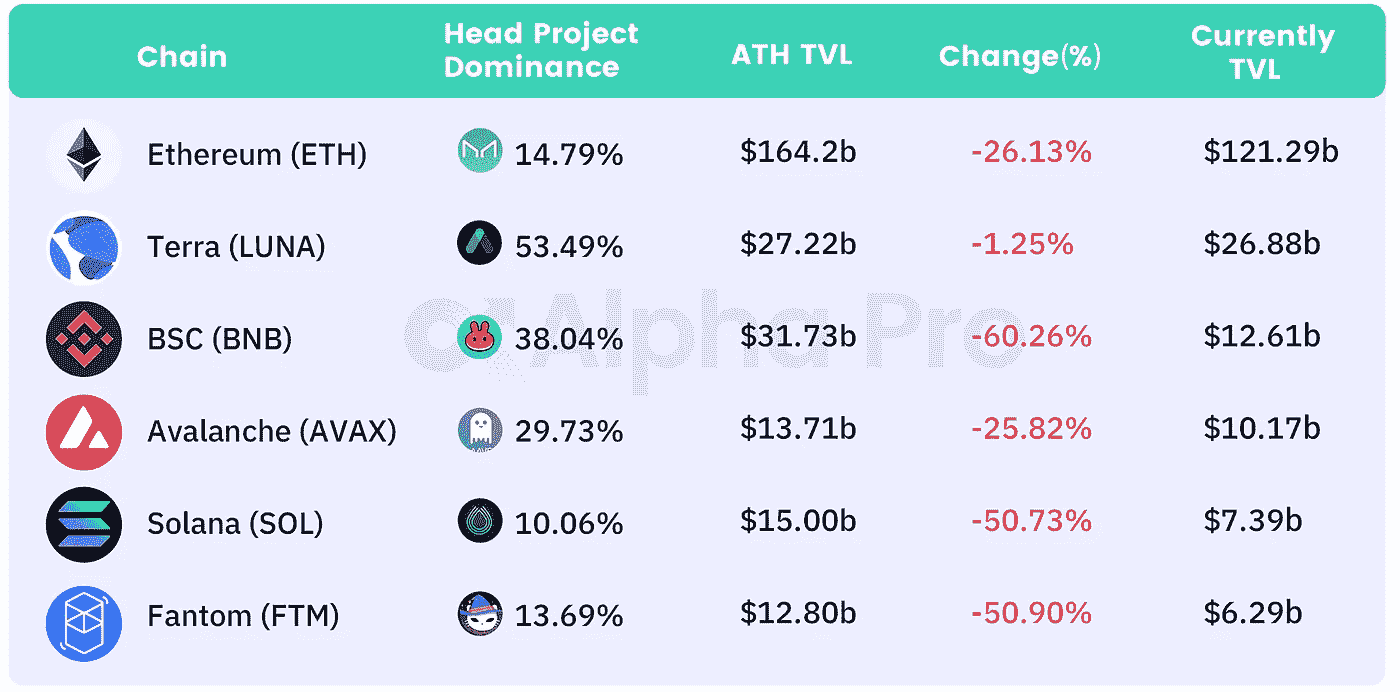 Chain Head Project Dominance ATH TVL Change(%) Currently TVL
Ethereum (ETH) 14.79% $164.2b -26.13% $121.29b
Terra (LUNA) 53.49% $27.22b -1.25% $26.88b
Alpha Pro
BSC (BNB) 38.04% $31.73b -60.26% $12.61b
Avalanche (AVAX) 29.73% $13.71b -25.82% $10.17b
Solana (SOL) 10.06% $15.00b -50.73% $7.39b
Fantom (FTM) 13.69% $12.80b -50.90% $6.29b